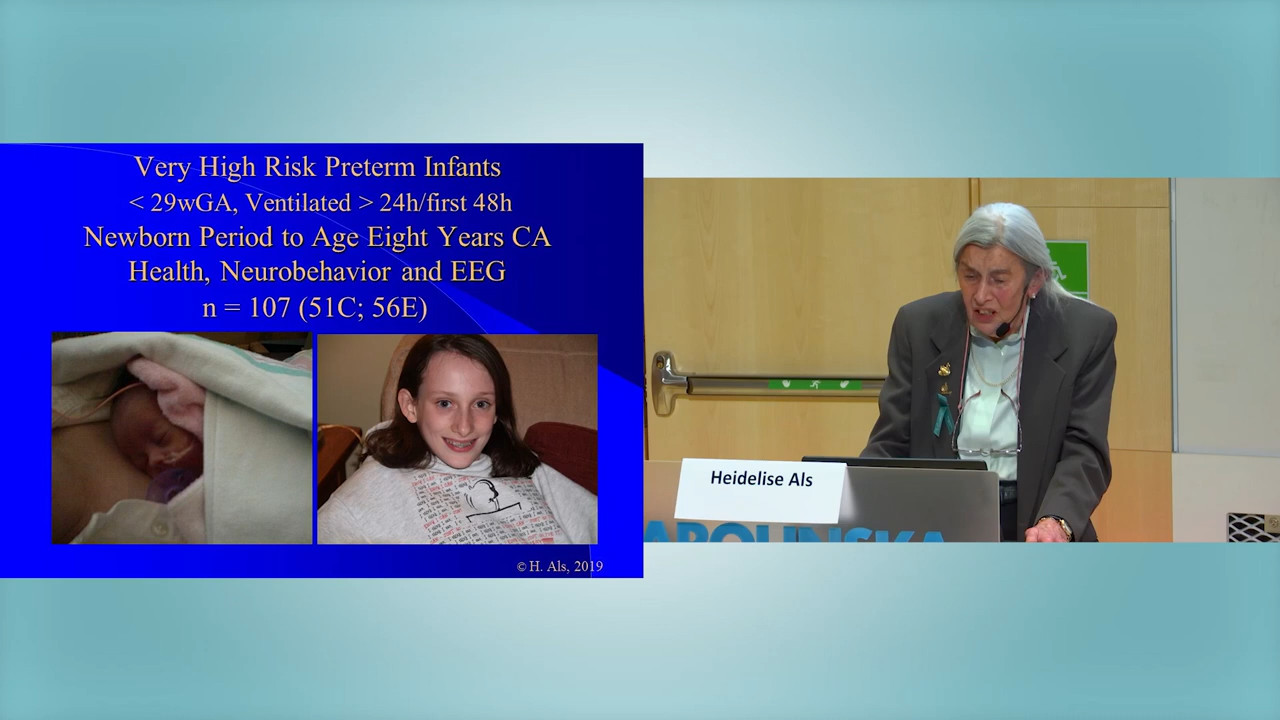 Very High Risk Preterm Infants
< 29wGA, Ventilated > 24h/first 48h
Newborn Period to Age Eight Years CA
Health, Neurobehavior and EEG
n = 107 (51C; 56E)
© H. Als, 2019
Heidelise Als